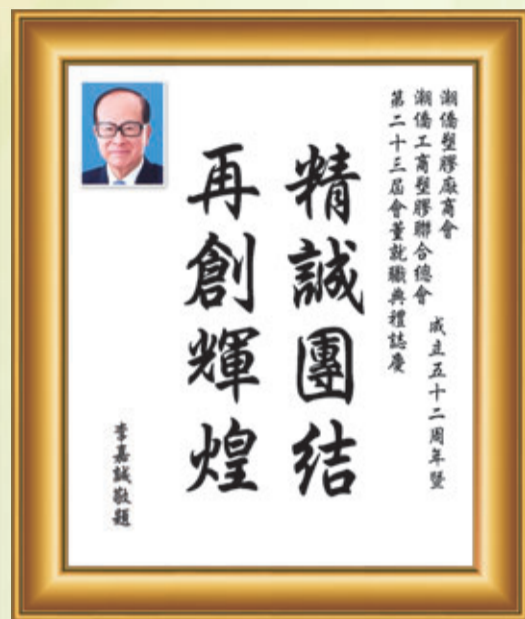 潮僑塑膠廠商會
潮僑工商塑膠聯合總會
成立五十二周年暨
第二十三屆會董就職典禮誌慶
精誠團结
再創輝煌
李嘉誠敬題